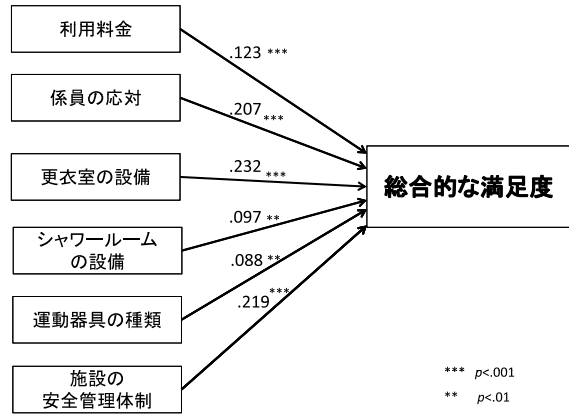 利用料金
.123 ***
係員の応対
.207 ***
更衣室の設備
.232 ***
総合的な満足度
シャワールーム
の設備
.097 **
運動器具の種類
.088 **
施設の
安全管理体制
.219 ***
*** p<.001
** p<.01